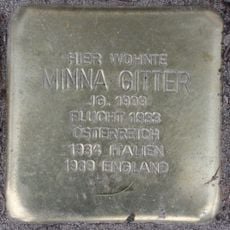 HIER WOHNTE
MINNA GITTER
JG. 1909
FLUCHT 1933
ÖSTERREICH
1934 ITALIEN
1939 ENGLAND